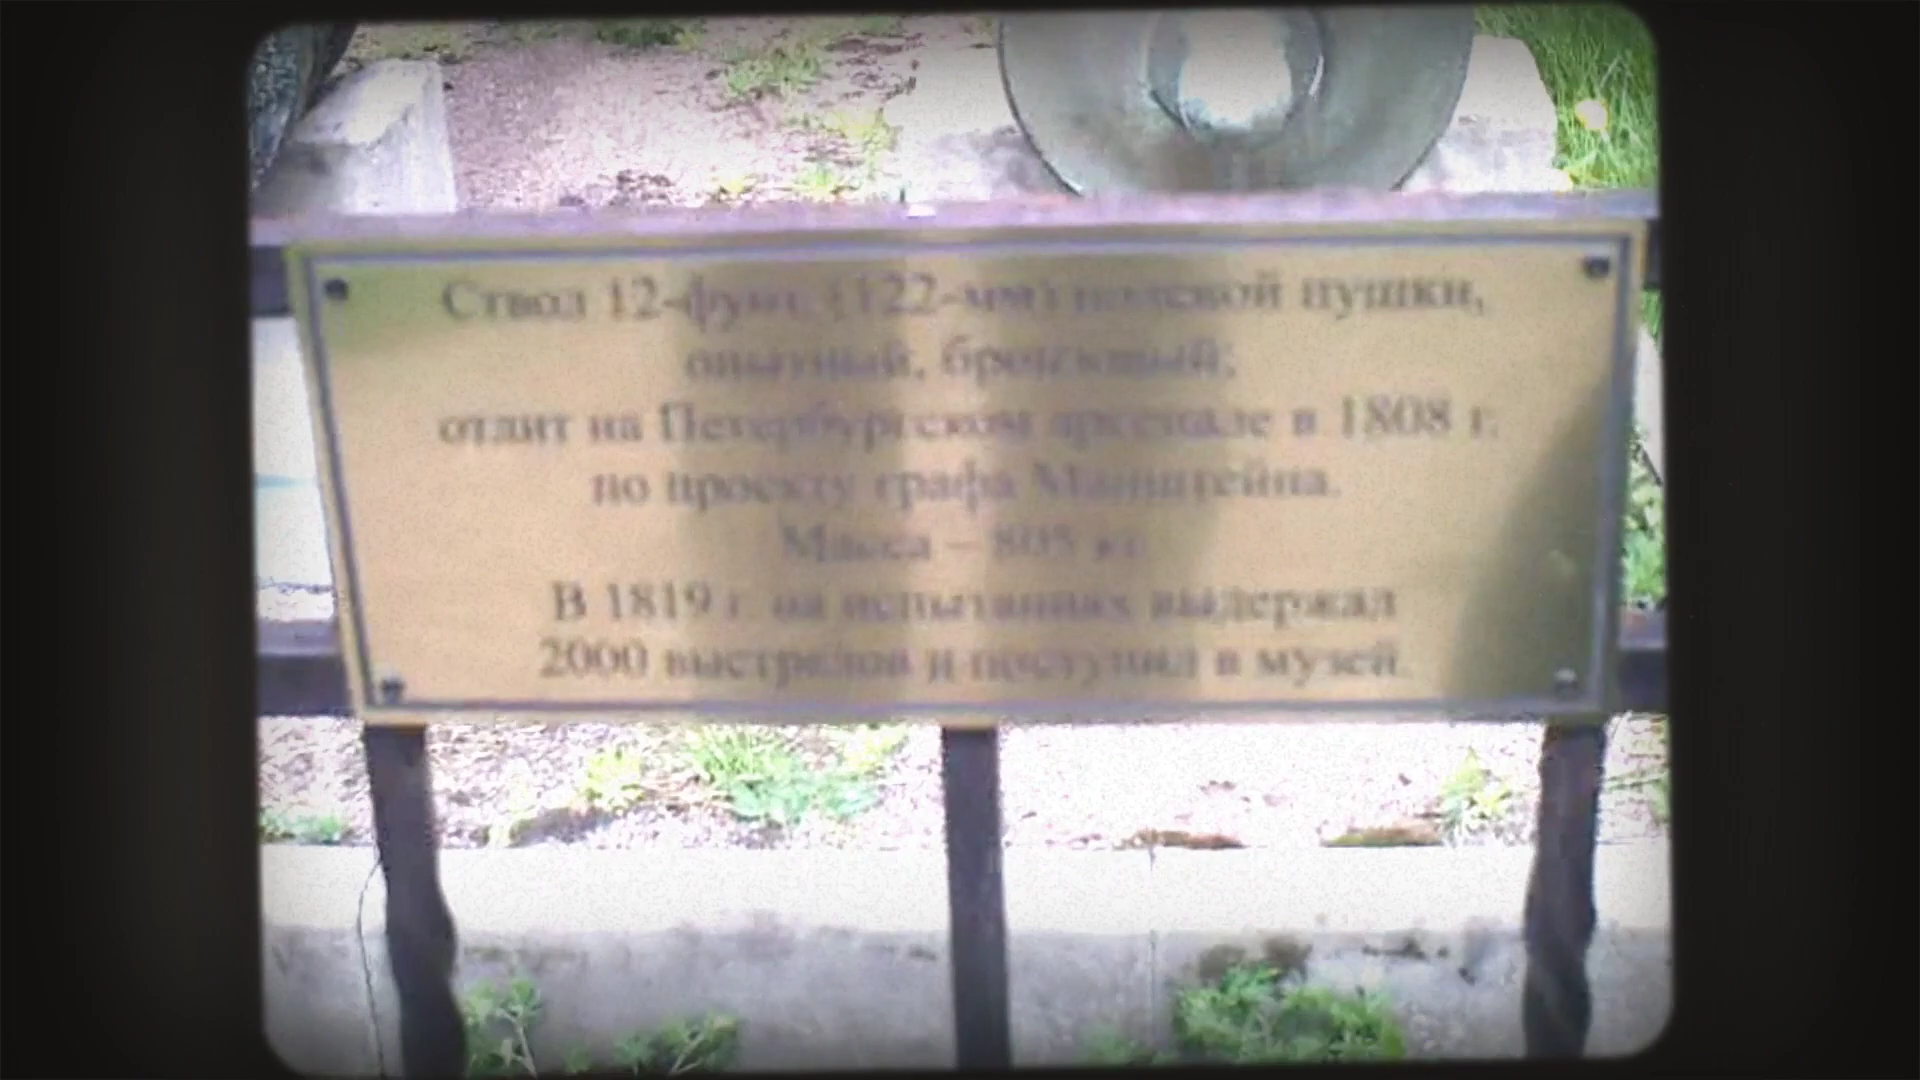 Ствол 12-фунт. (122-мм) полевой пушки,
опытный, бронзовый;
отлит на Петербургском арсенале в 1808 г.
по проекту графа Манштейна.
Масса – 805 кг.
В 1819 г. на испытаниях выдержал
2000 выстрелов и поступил в музей.